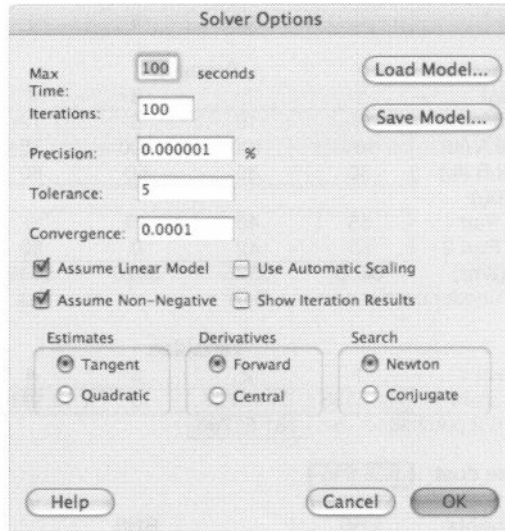 Solver Options
Max Time: 100 seconds
Load Model...
Iterations: 100
Save Model...
Precision: 0.000001 %
Tolerance: 5
Convergence: 0.0001
Assume Linear Model Use Automatic Scaling
Assume Non-Negative Show Iteration Results
Estimates Derivatives Search
Tangent Forward Newton
Quadratic Central Conjugate
Help Cancel OK